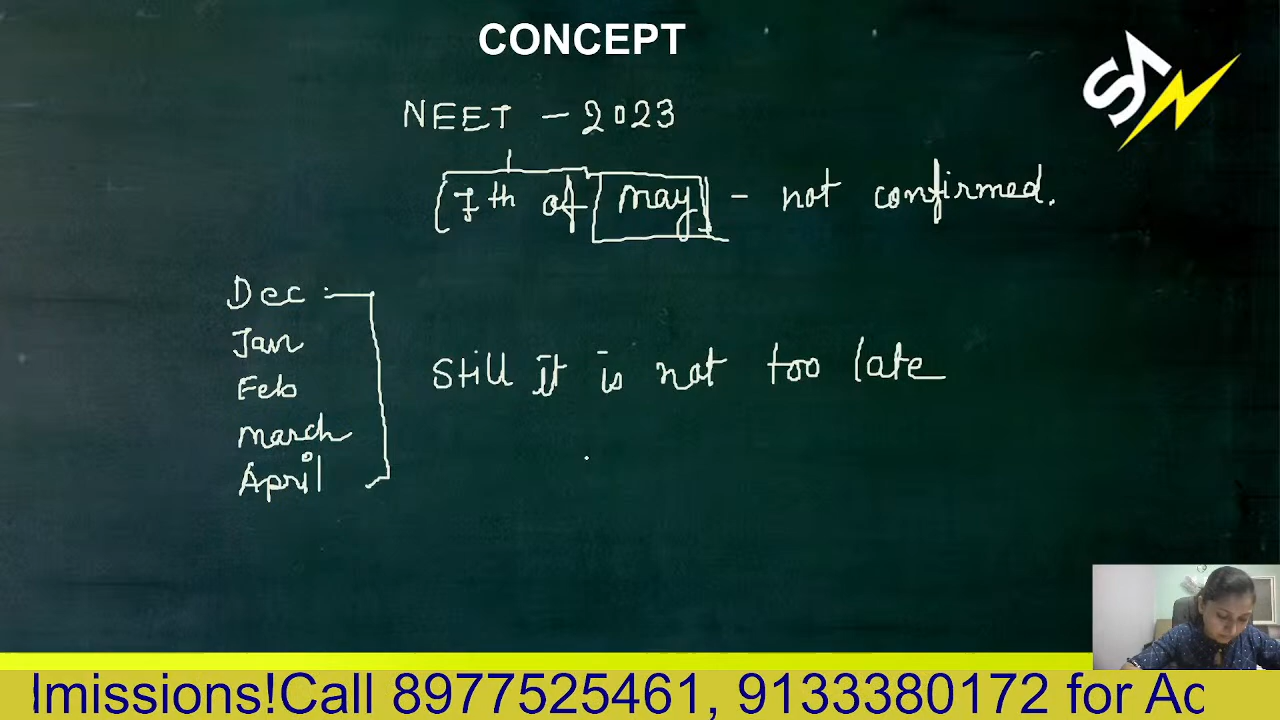 CONCEPT
SAN
NEET - 2023
7th of may - not confirmed.
Dec
Jan
Feb
March
April
Still it is not too late
lmissions!Call 8977525461, 9133380172 for Ac